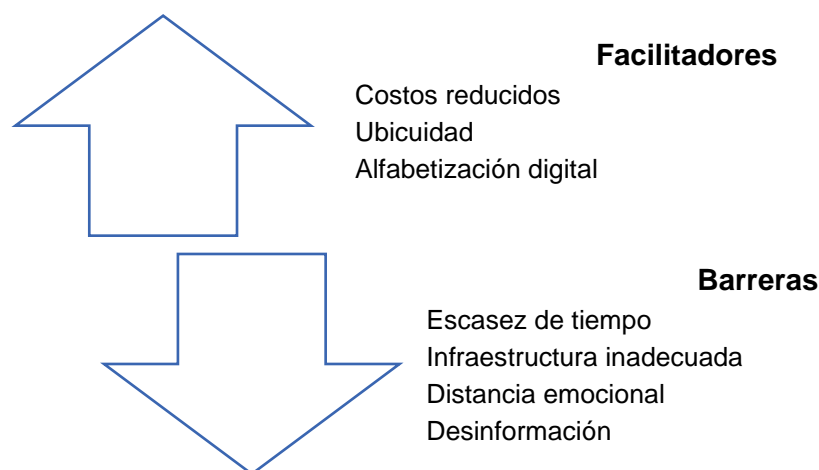 Facilitadores
Costos reducidos
Ubicuidad
Alfabetización digital
Barreras
Escasez de tiempo
Infraestructura inadecuada
Distancia emocional
Desinformación